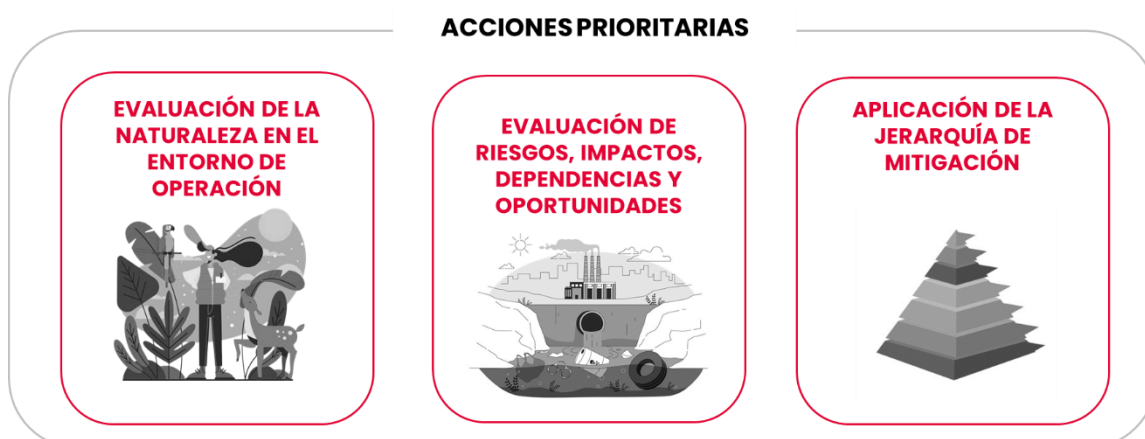 ACCIONES PRIORITARIAS
EVALUACIÓN DE LA
NATURALEZA EN EL
ENTORNO DE
OPERACIÓN
EVALUACIÓN DE
RIESGOS, IMPACTOS,
DEPENDENCIAS Y
OPORTUNIDADES
APLICACIÓN DE LA
JERARQUÍA DE
MITIGACIÓN